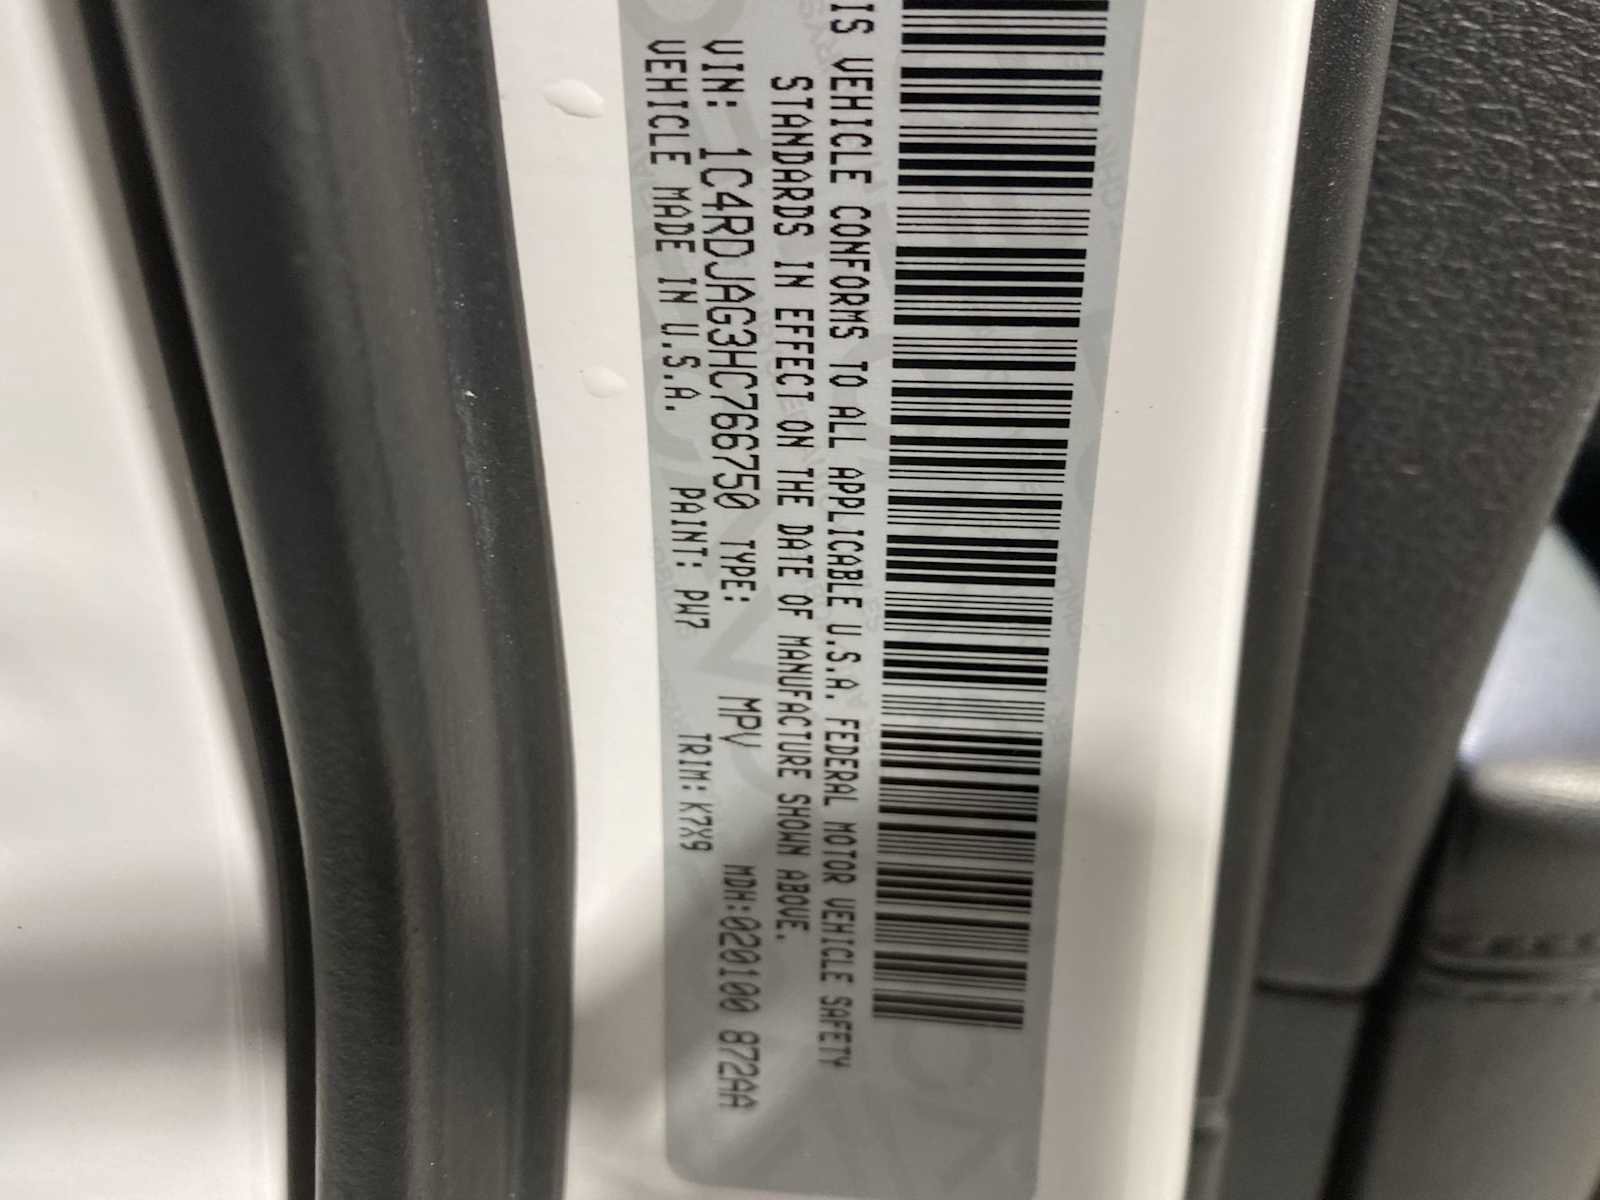 IS VEHICLE CONFORMS TO ALL APPLICABLE U.S.A. FEDERAL MOTOR VEHICLE SAFETY
STANDARDS IN EFFECT ON THE DATE OF MANUFACTURE SHOWN ABOVE.
VIN: 1C4RDJAG3HC766750 TYPE: MPV MDH:020100 872AA
VEHICLE MADE IN U.S.A. PAINT: PW7 TRIM: K7X9